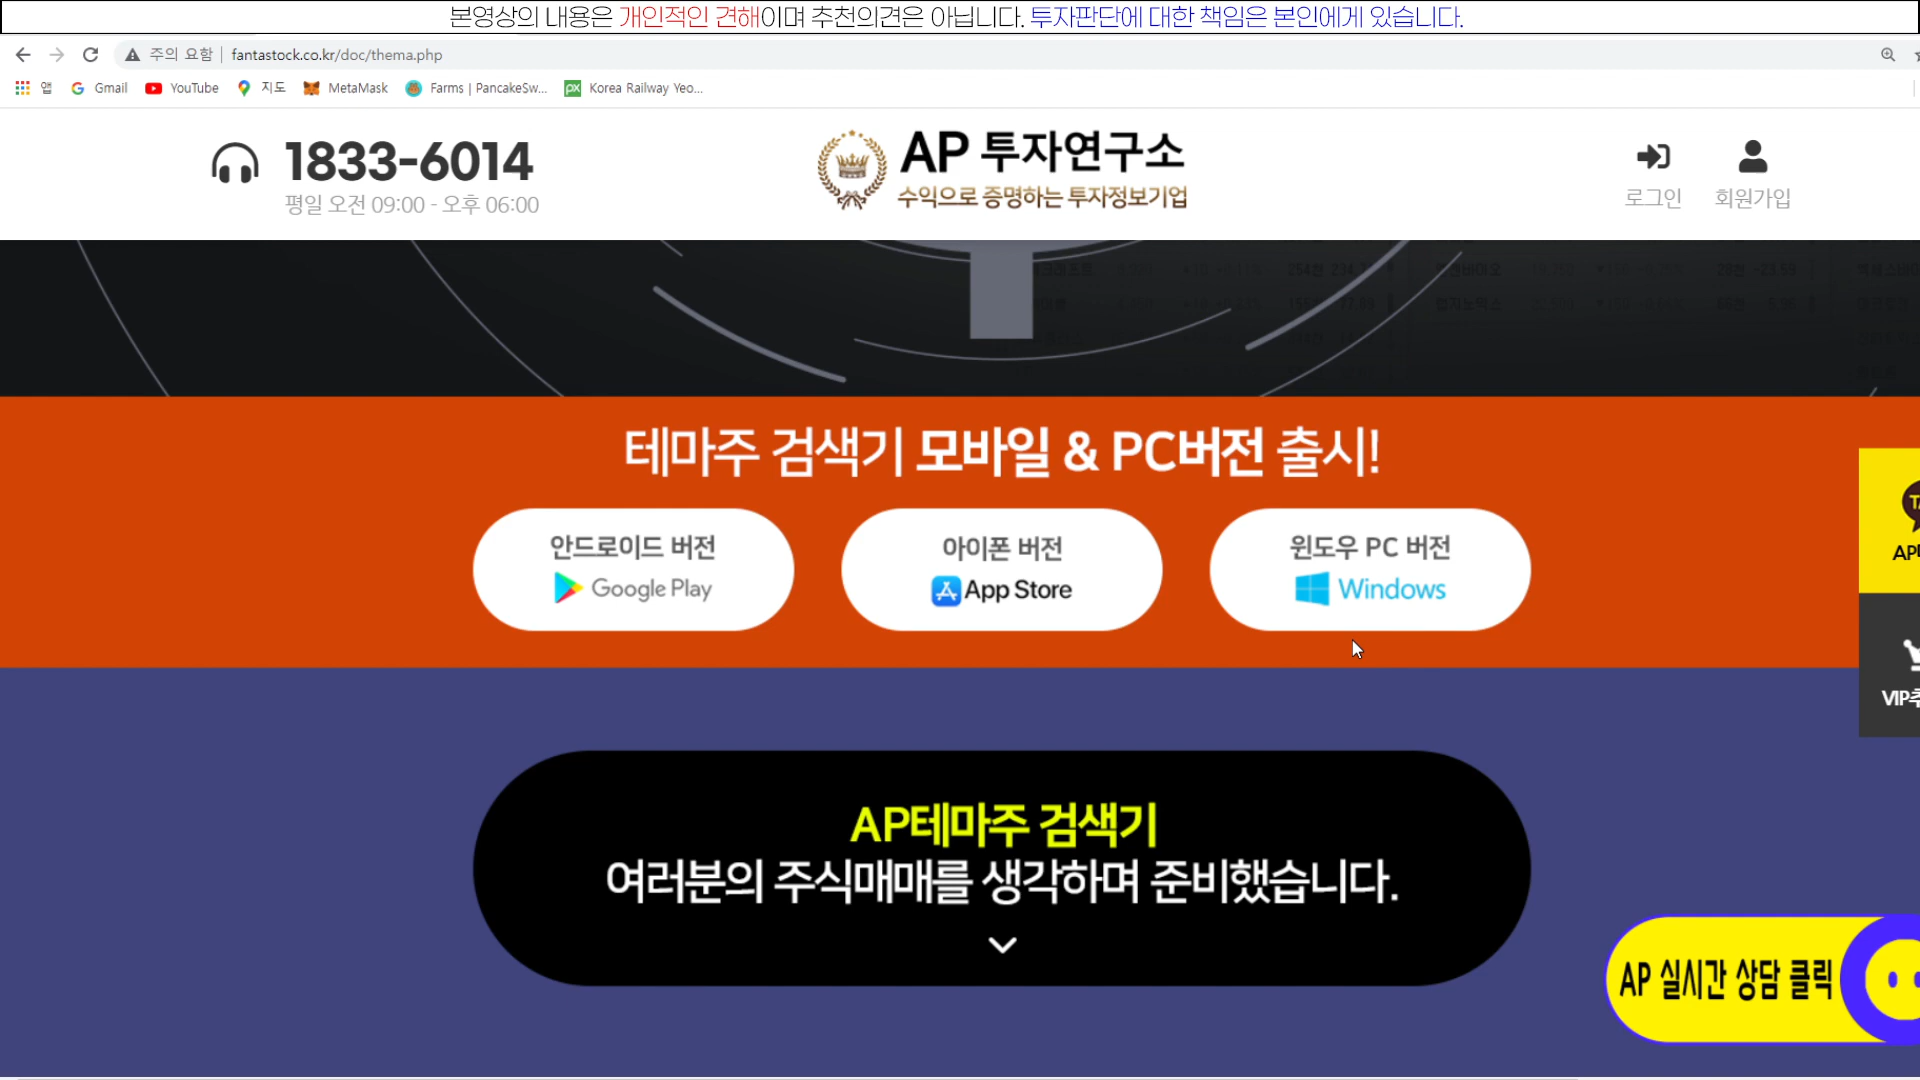 본영상의 내용은 개인적인 견해이며 추천의견은 아닙니다. 투자판단에 대한 책임은 본인에게 있습니다.
주의 요함 | fantastock.co.kr/doc/thema.php
앱 Gmail YouTube 지도 MetaMask Farms | PancakeSw... Korea Railway Yeo...
1833-6014
평일 오전 09:00 - 오후 06:00
AP 투자연구소
수익으로 증명하는 투자정보기업
로그인 회원가입
테마주 검색기 모바일 & PC버전 출시!
안드로이드 버전
Google Play
아이폰 버전
App Store
윈도우 PC 버전
Windows
AP테마주 검색기
여러분의 주식매매를 생각하며 준비했습니다.
AP
VIP추
AP 실시간 상담 클릭